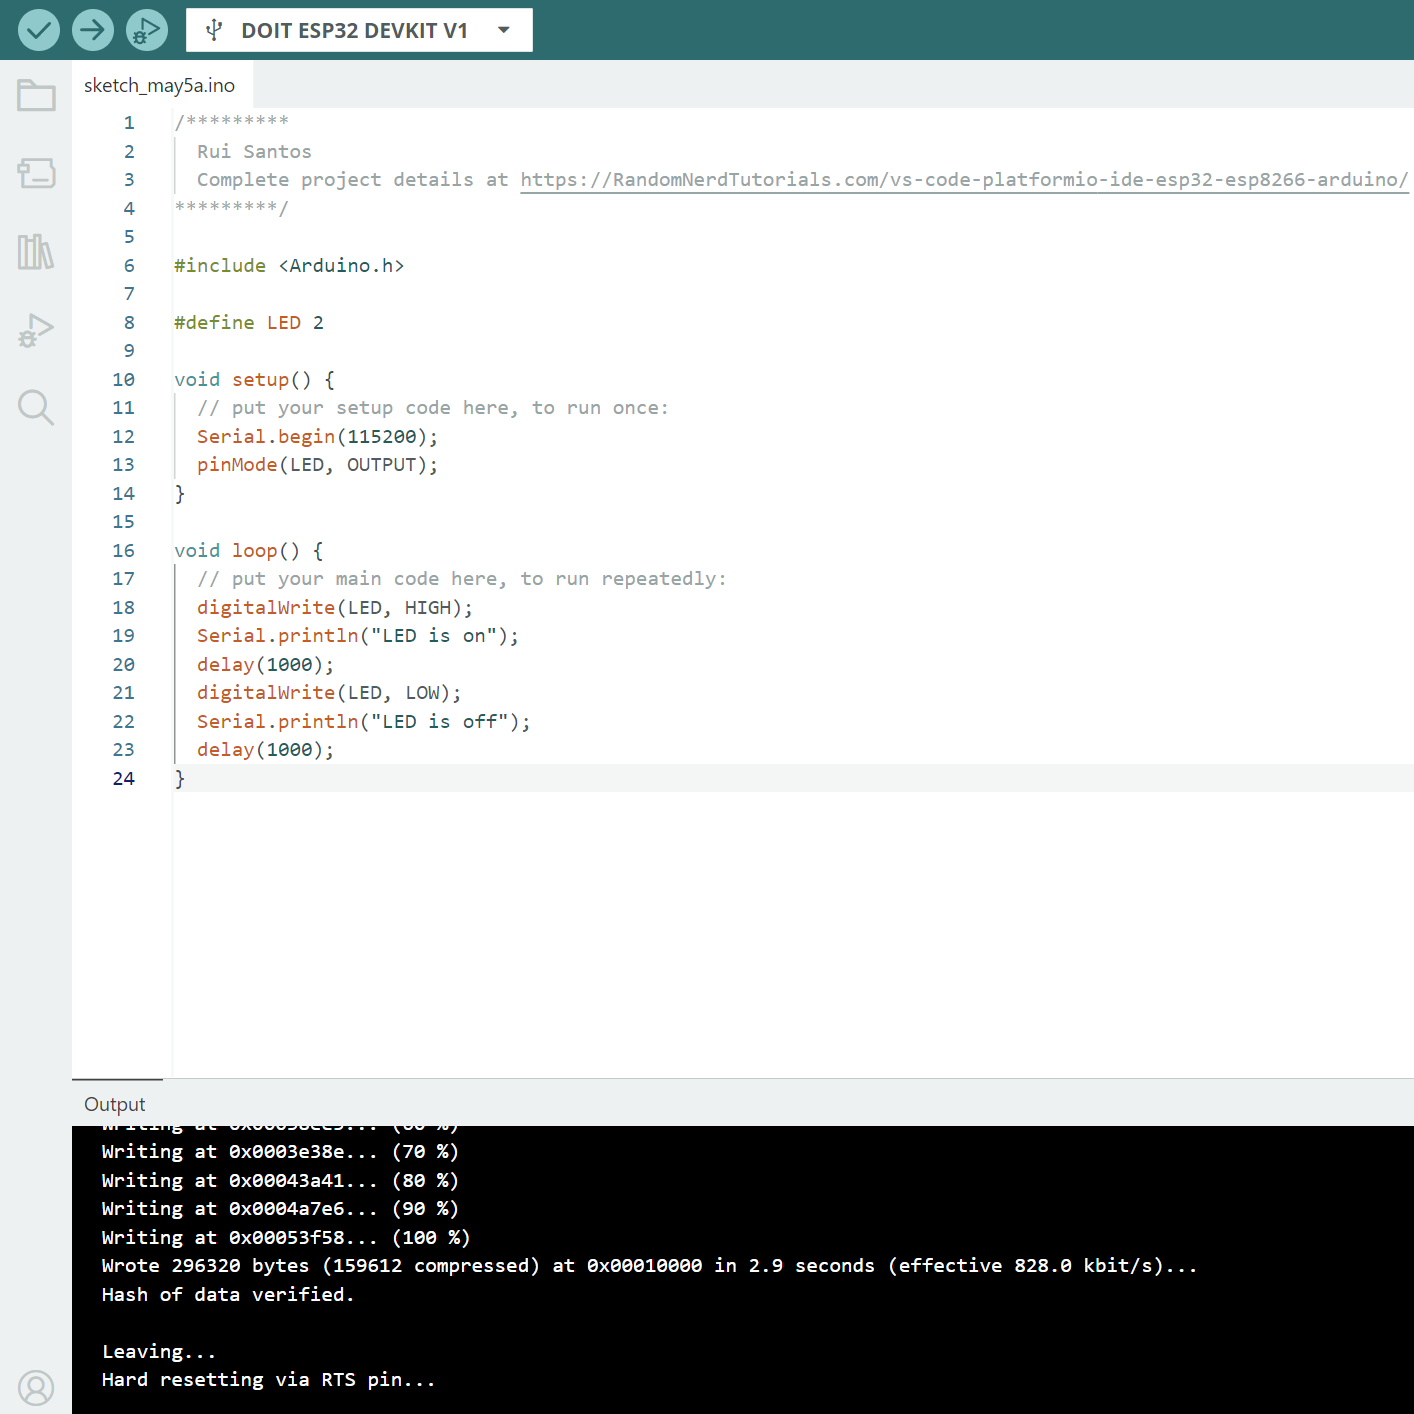 DOIT ESP32 DEVKIT V1
sketch_may5a.ino
1 /*********
2 Rui Santos
3 Complete project details at https://RandomNerdTutorials.com/vs-code-platformio-ide-esp32-esp8266-arduino/
4 *********/
5
6 #include <Arduino.h>
7
8 #define LED 2
9
10 void setup() {
11 // put your setup code here, to run once:
12 Serial.begin(115200);
13 pinMode(LED, OUTPUT);
14 }
15
16 void loop() {
17 // put your main code here, to run repeatedly:
18 digitalWrite(LED, HIGH);
19 Serial.println("LED is on");
20 delay(1000);
21 digitalWrite(LED, LOW);
22 Serial.println("LED is off");
23 delay(1000);
24 }
Output
Writing at
Writing at 0x0003e38e... (70 %)
Writing at 0x00043a41... (80 %)
Writing at 0x0004a7e6... (90 %)
Writing at 0x00053f58... (100 %)
Wrote 296320 bytes (159612 compressed) at 0x00010000 in 2.9 seconds (effective 828.0 kbit/s)...
Hash of data verified.
Leaving...
Hard resetting via RTS pin...